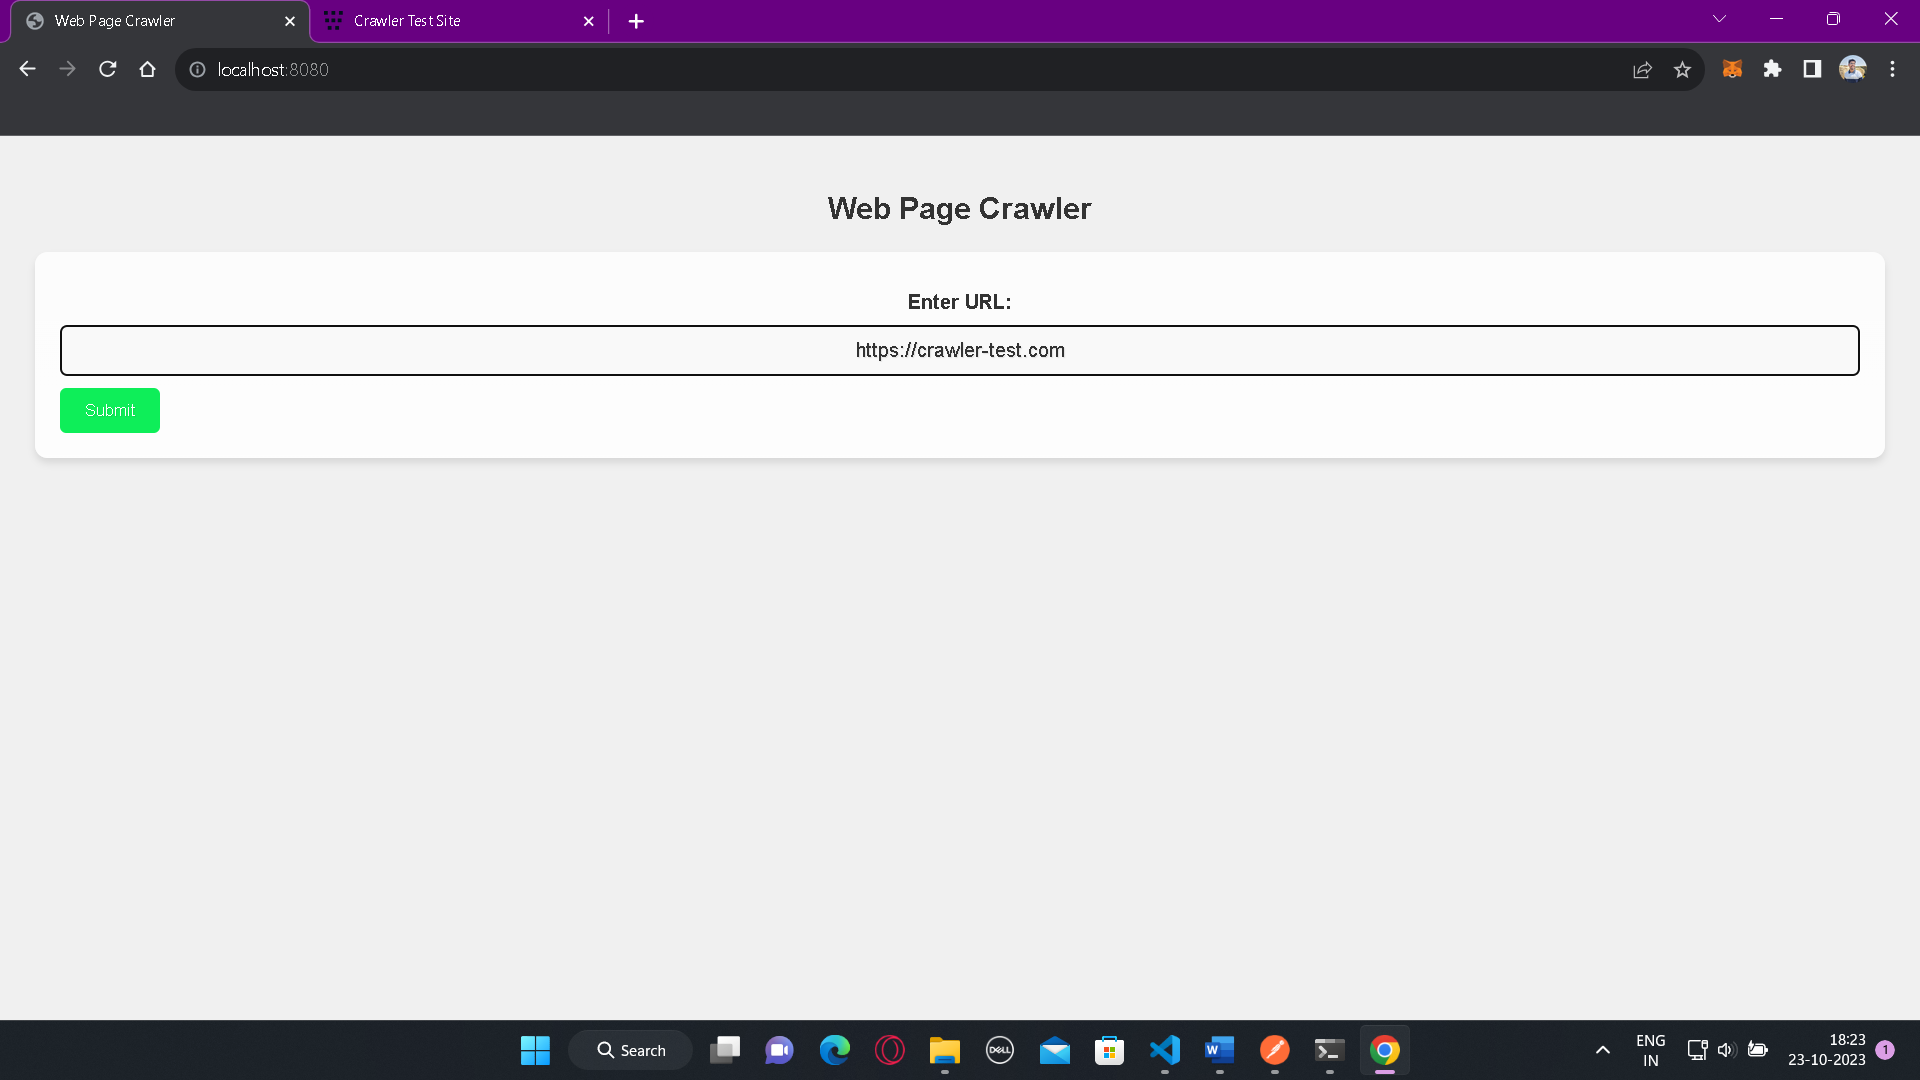 Web Page Crawler
Crawler Test Site
localhost:8080
Web Page Crawler
Enter URL:
https://crawler-test.com
Submit
Search
DELL
W
ENG
IN
18:23
23-10-2023
1